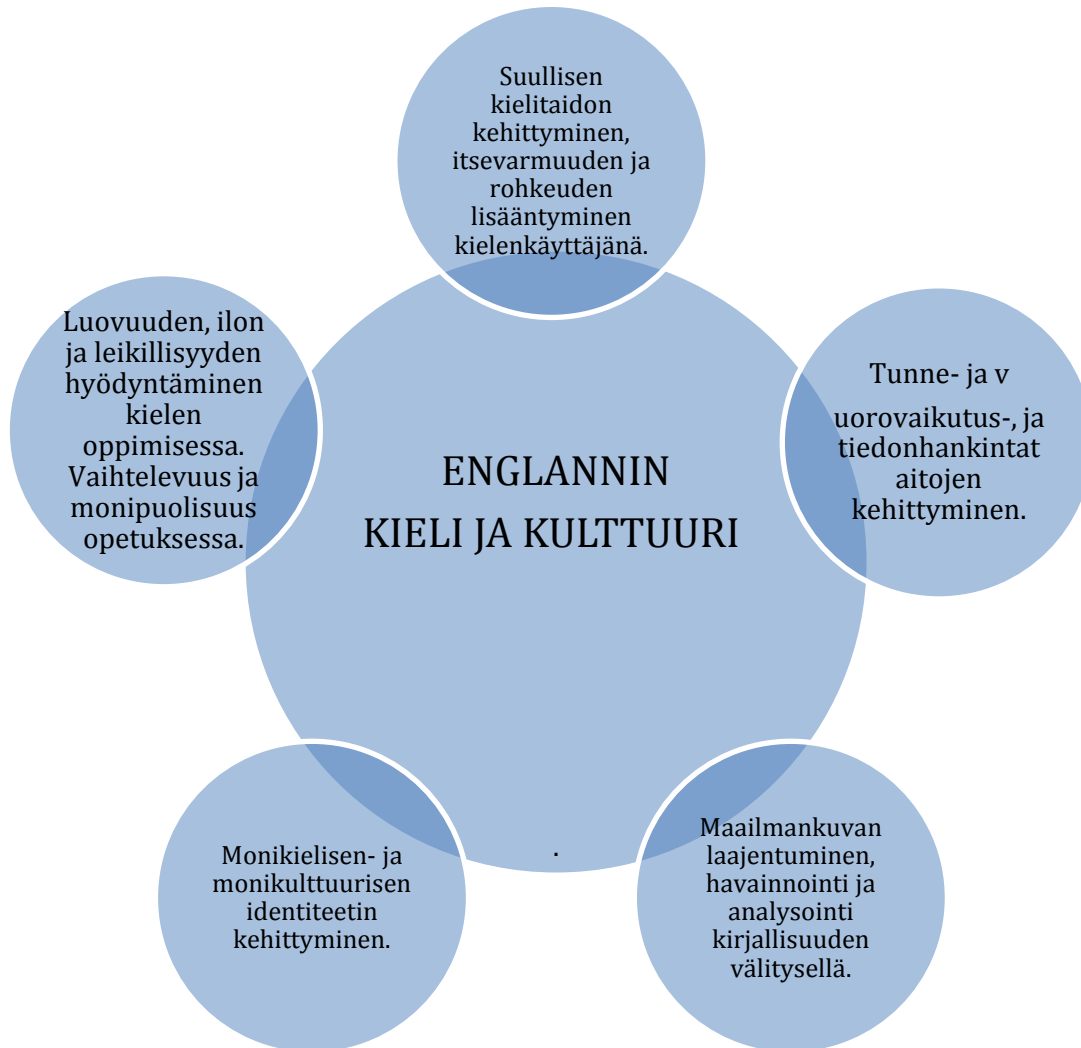 Suullisen
kielitaidon
kehittyminen,
itsevarmuuden ja
rohkeuden
lisääntyminen
kielenkäyttäjänä.
Luovuuden, ilon
ja leikillisyyden
hyödyntäminen
kielen
oppimisessa.
Vaihtelevuus ja
monipuolisuus
opetuksessa.
Tunne- ja v
uorovaikutus-, ja
tiedonhankintat
aitojen
kehittyminen.
ENGLANNIN
KIELI JA KULTTUURI
.
Monikielisen- ja
monikulttuurisen
identiteetin
kehittyminen.
Maailmankuvan
laajentuminen,
havainnointi ja
analysointi
kirjallisuuden
välitysellä.